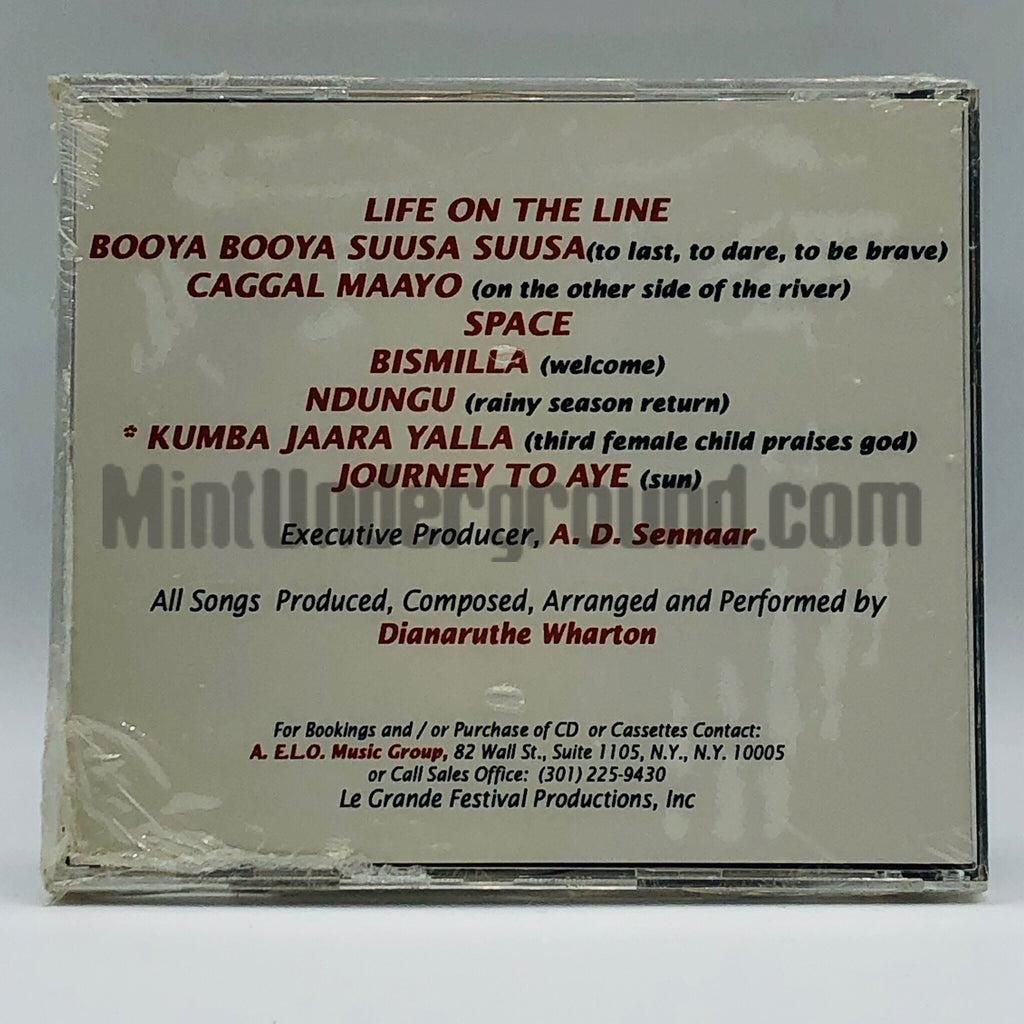 LIFE ON THE LINE
BOOYA BOOYA SUUSA SUUSA(to last, to dare, to be brave)
CAGGAL MAAYO (on the other side of the river)
SPACE
BISMILLA (welcome)
NDUNGU (rainy season return)
* KUMBA JAARA YALLA (third female child praises god)
JOURNEY TO AYE (sun)
MintUnderground.com
Executive Producer, A. D. Sennaar
All Songs Produced, Composed, Arranged and Performed by
Dianaruthe Wharton
For Bookings and / or Purchase of CD or Cassettes Contact:
A. E.L.O. Music Group, 82 Wall St., Suite 1105, N.Y., N.Y. 10005
or Call Sales Office: (301) 225-9430
Le Grande Festival Productions, Inc